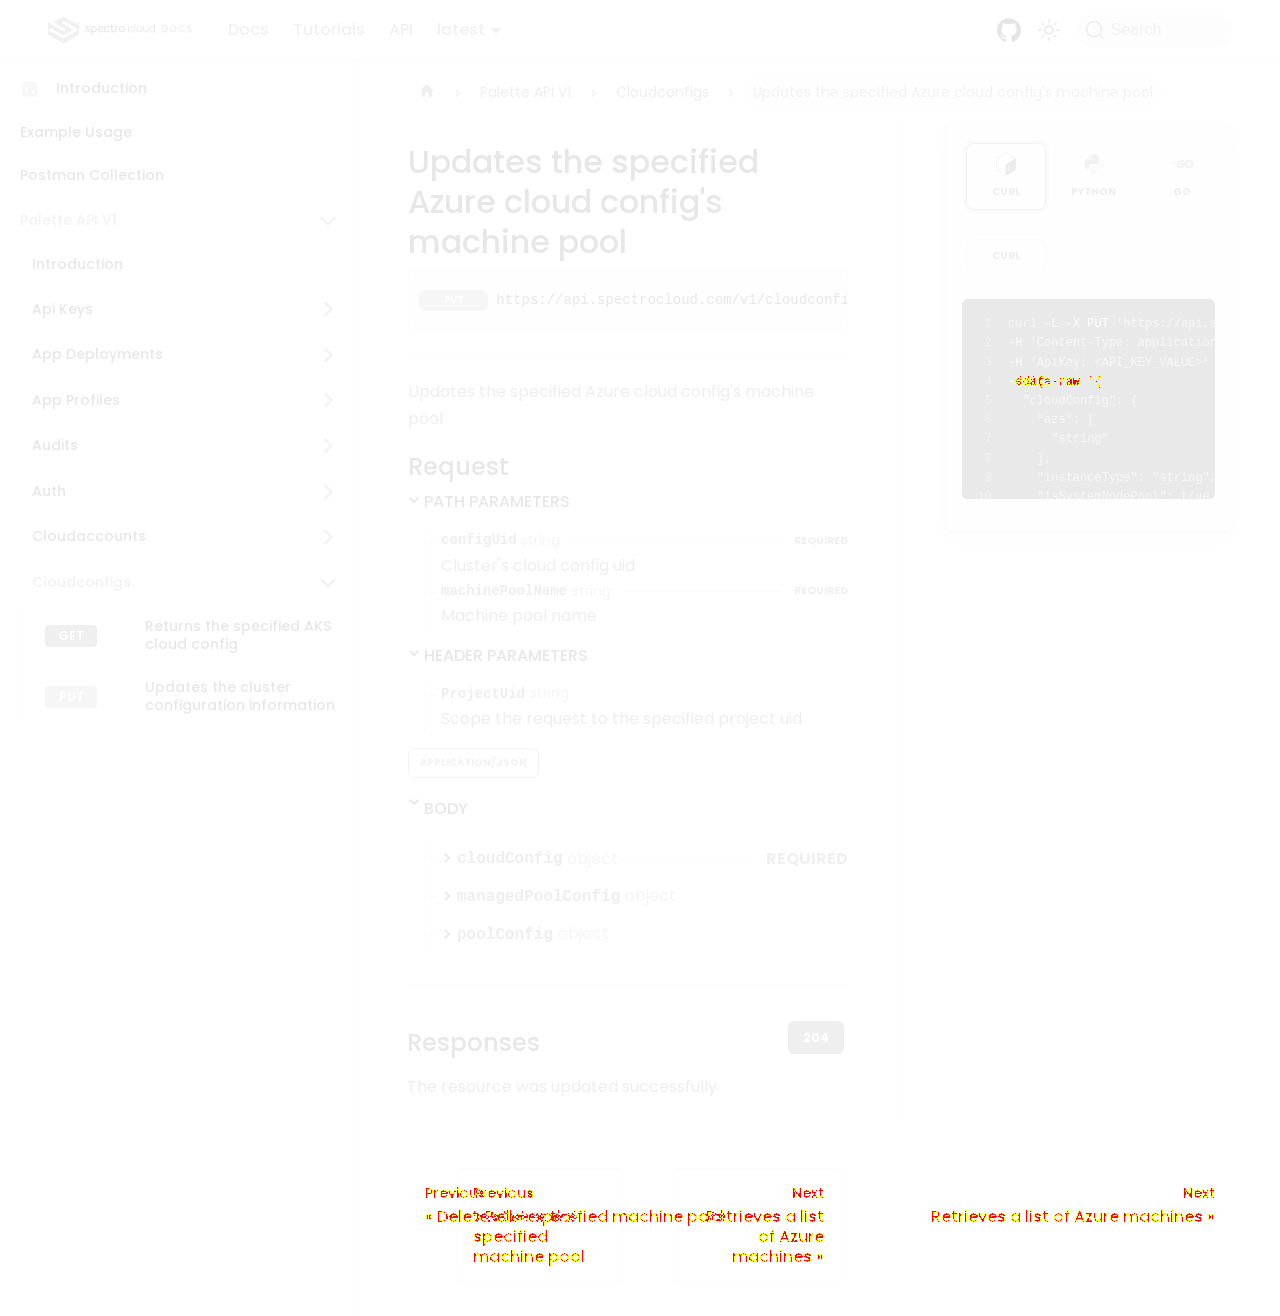 spectro cloud DOCS
Docs
Tutorials
API
latest
Search
Introduction
Example Usage
Postman Collection
Palette API V1
Introduction
Api Keys
App Deployments
App Profiles
Audits
Auth
Cloudaccounts
Cloudconfigs
GET
Returns the specified AKS
cloud config
PUT
Updates the cluster
configuration information
Palette API V1
Cloudconfigs
Updates the specified Azure cloud config's machine pool
Updates the specified
Azure cloud config's
machine pool
PUT
https://api.spectrocloud.com/v1/cloudconfi
Updates the specified Azure cloud config's machine
pool
Request
PATH PARAMETERS
configUid string
REQUIRED
Cluster's cloud config uid
machinePoolName string
REQUIRED
Machine pool name
HEADER PARAMETERS
ProjectUid string
Scope the request to the specified project uid
APPLICATION/JSON
BODY
cloudConfig object
REQUIRED
managedPoolConfig object
poolConfig object
Responses
204
The resource was updated successfully
CURL
PYTHON
GO
CURL
1 curl -L -X PUT 'https://api.s
2 -H 'Content-Type: application
3 -H 'ApiKey: <API_KEY_VALUE>'
4
5 "cloudConfig": {
6 "azs": [
7 "string"
8 ],
9 "instanceType": "string",
10 "isSystemNodePool": true,
Previous
Previous
specified
machine pool
Next
Retrieves a list
of Azure
machines »
Next
Retrieves a list of Azure machines »